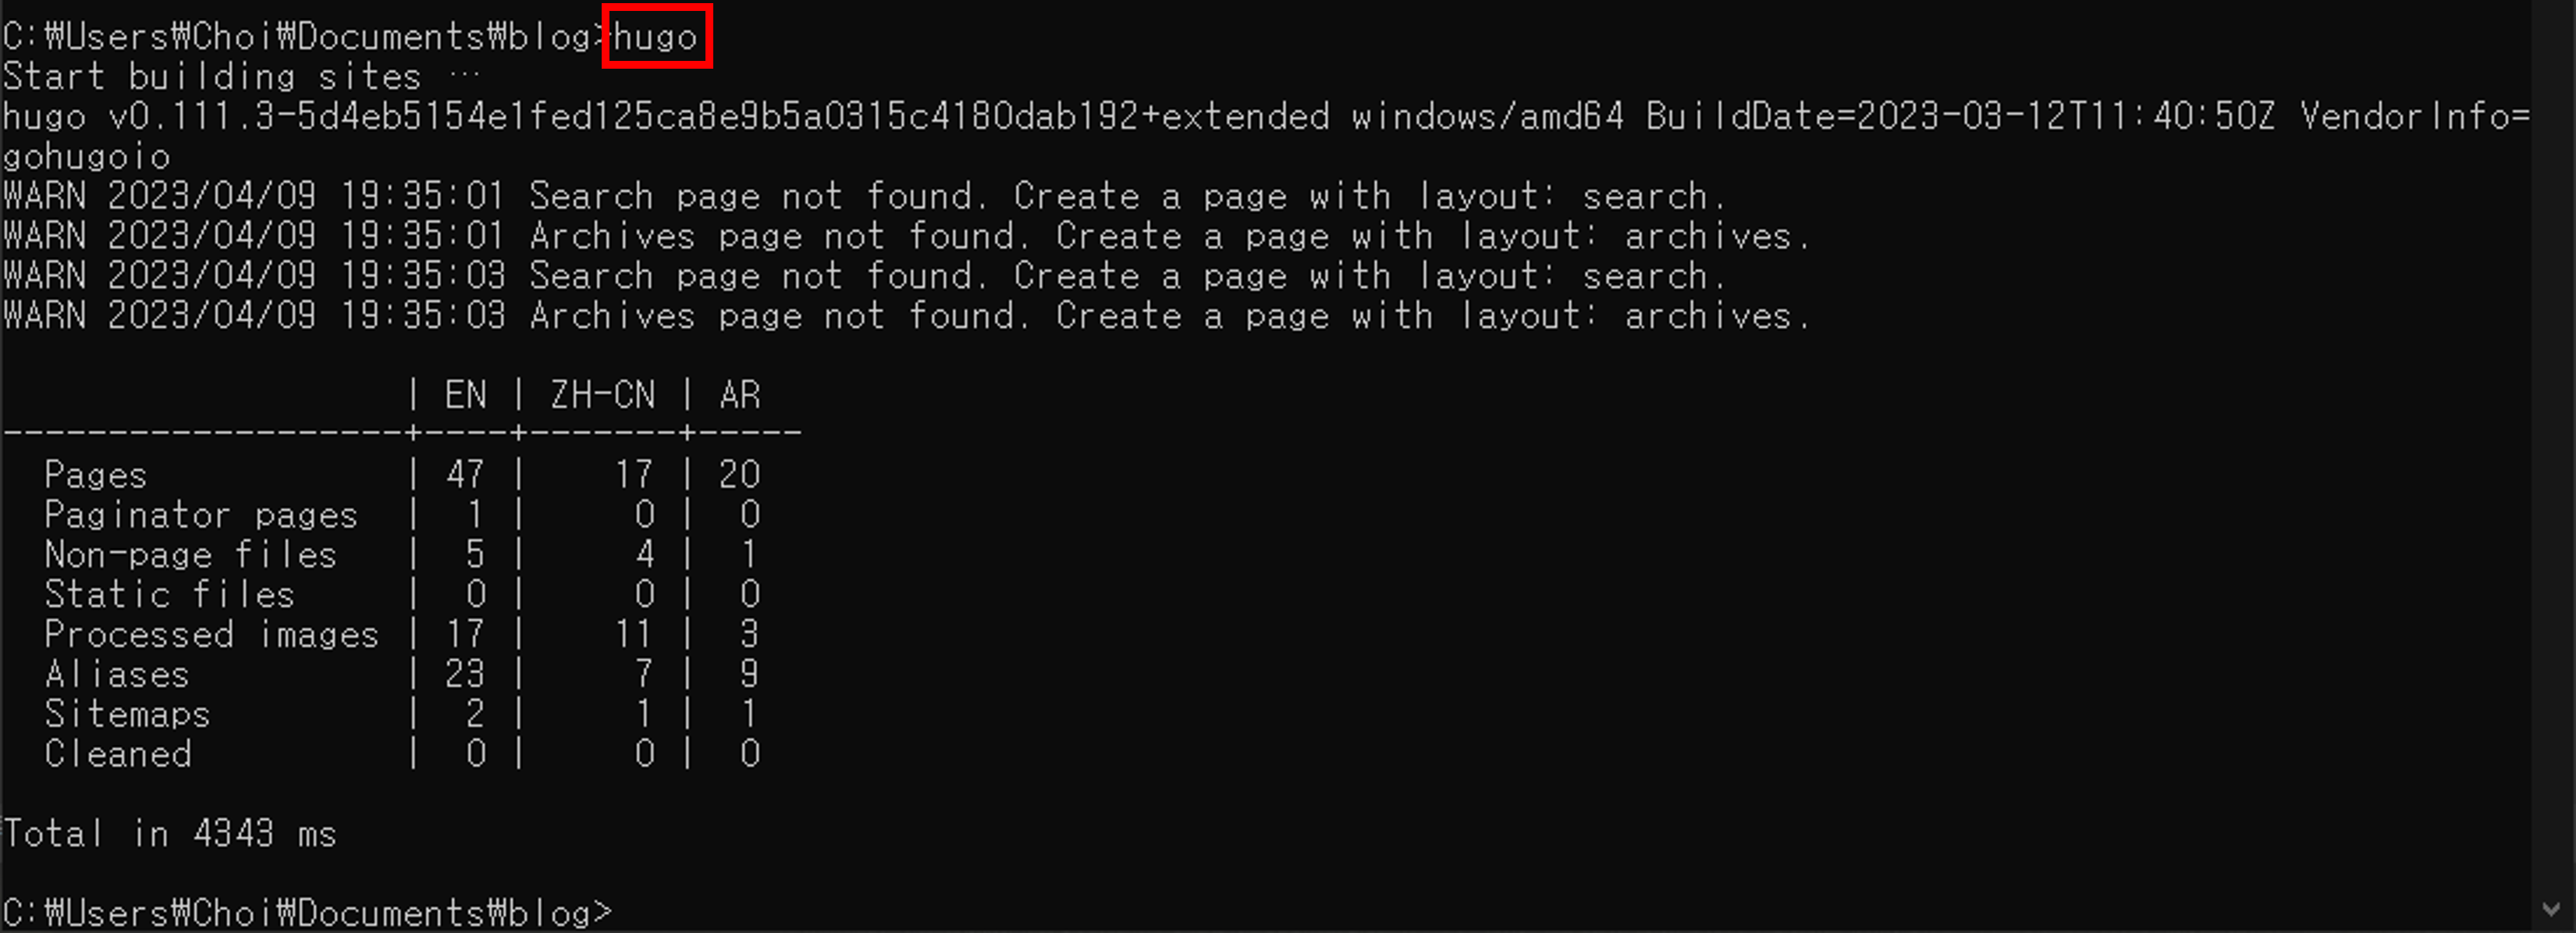 C:₩Users₩Choi₩Documents₩blog>hugo
Start building sites …
hugo v0.111.3-5d4eb5154e1fed125ca8e9b5a0315c4180dab192+extended windows/amd64 BuildDate=2023-03-12T11:40:50Z VendorInfo=
gohugoio
WARN 2023/04/09 19:35:01 Search page not found. Create a page with layout: search.
WARN 2023/04/09 19:35:01 Archives page not found. Create a page with layout: archives.
WARN 2023/04/09 19:35:03 Search page not found. Create a page with layout: search.
WARN 2023/04/09 19:35:03 Archives page not found. Create a page with layout: archives.
                   | EN | ZH-CN | AR
-------------------+----+-------+-----
  Pages            | 47 |    17 | 20
  Paginator pages  |  1 |     0 |  0
  Non-page files   |  5 |     4 |  1
  Static files     |  0 |     0 |  0
  Processed images | 17 |    11 |  3
  Aliases          | 23 |     7 |  9
  Sitemaps         |  2 |     1 |  1
  Cleaned          |  0 |     0 |  0
Total in 4343 ms
C:₩Users₩Choi₩Documents₩blog>